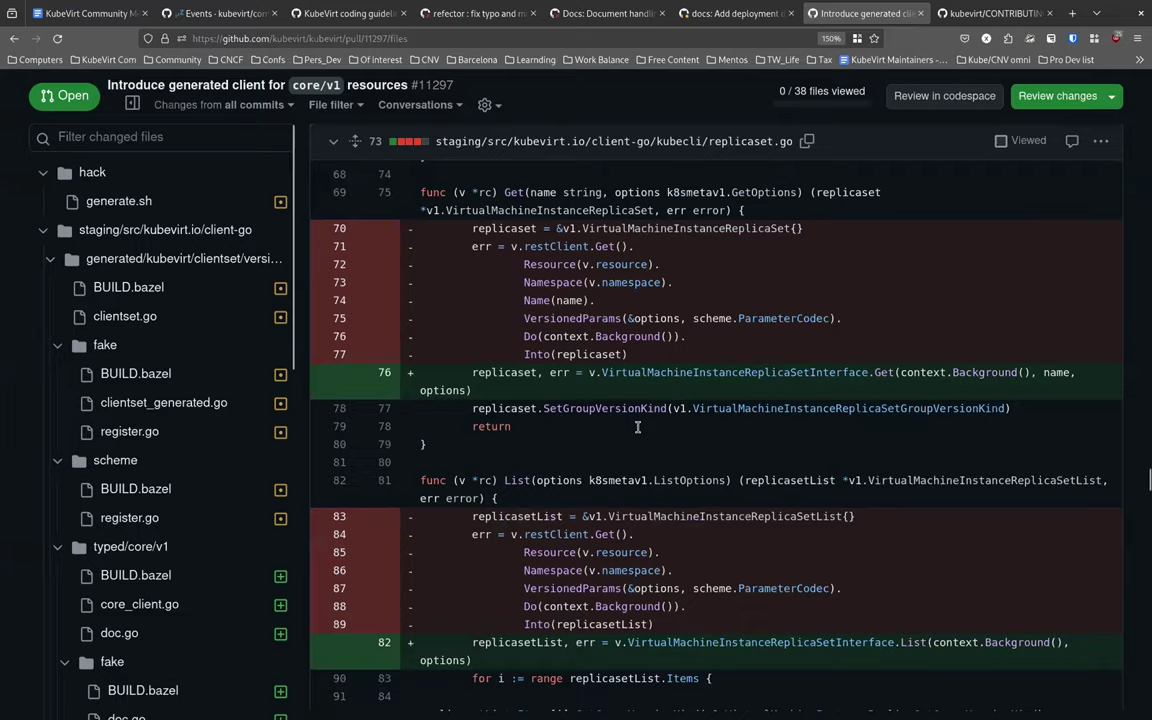 KubeVirt Community M
Events · kubevirt/com
KubeVirt coding guidelin
refector : fix typo and m
Docs: Document handli
docs: Add deployment d
Introduce generated clie
kubevirt/CONTRIBUTIN
https://github.com/kubevirt/kubevirt/pull/11297/files
150%
Computers KubeVirt Com Community CNCF Confs Pers_Dev Of interest CNV Barcelona Learnding Work Balance Free Content Mentos TW_Life Tax KubeVirt Maintainers -... Kube/CNV omni Pro Dev list
Open
Introduce generated client for core/v1 resources #11297
Changes from all commits File filter Conversations
0 / 38 files viewed
Review in codespace
Review changes
Filter changed files
hack
generate.sh
staging/src/kubevirt.io/client-go
generated/kubevirt/clientset/versi...
BUILD.bazel
clientset.go
fake
BUILD.bazel
clientset_generated.go
register.go
scheme
BUILD.bazel
register.go
typed/core/v1
BUILD.bazel
core_client.go
doc.go
fake
BUILD.bazel
doc.go
73 staging/src/kubevirt.io/client-go/kubecli/replicaset.go Viewed
68 74
69 75 func (v *rc) Get(name string, options k8smetav1.GetOptions) (replicaset
*v1.VirtualMachineInstanceReplicaSet, err error) {
70 - replicaset = &v1.VirtualMachineInstanceReplicaSet{}
71 - err = v.restClient.Get().
72 - Resource(v.resource).
73 - Namespace(v.namespace).
74 - Name(name).
75 - VersionedParams(&options, scheme.ParameterCodec).
76 - Do(context.Background()).
77 - Into(replicaset)
76 + replicaset, err = v.VirtualMachineInstanceReplicaSetInterface.Get(context.Background(), name,
options)
78 77 replicaset.SetGroupVersionKind(v1.VirtualMachineInstanceReplicaSetGroupVersionKind)
79 78 return
80 79 }
81 80
82 81 func (v *rc) List(options k8smetav1.ListOptions) (replicasetList *v1.VirtualMachineInstanceReplicaSetList,
err error) {
83 - replicasetList = &v1.VirtualMachineInstanceReplicaSetList{}
84 - err = v.restClient.Get().
85 - Resource(v.resource).
86 - Namespace(v.namespace).
87 - VersionedParams(&options, scheme.ParameterCodec).
88 - Do(context.Background()).
89 - Into(replicasetList)
82 + replicasetList, err = v.VirtualMachineInstanceReplicaSetInterface.List(context.Background(),
options)
90 83 for i := range replicasetList.Items {
91 84